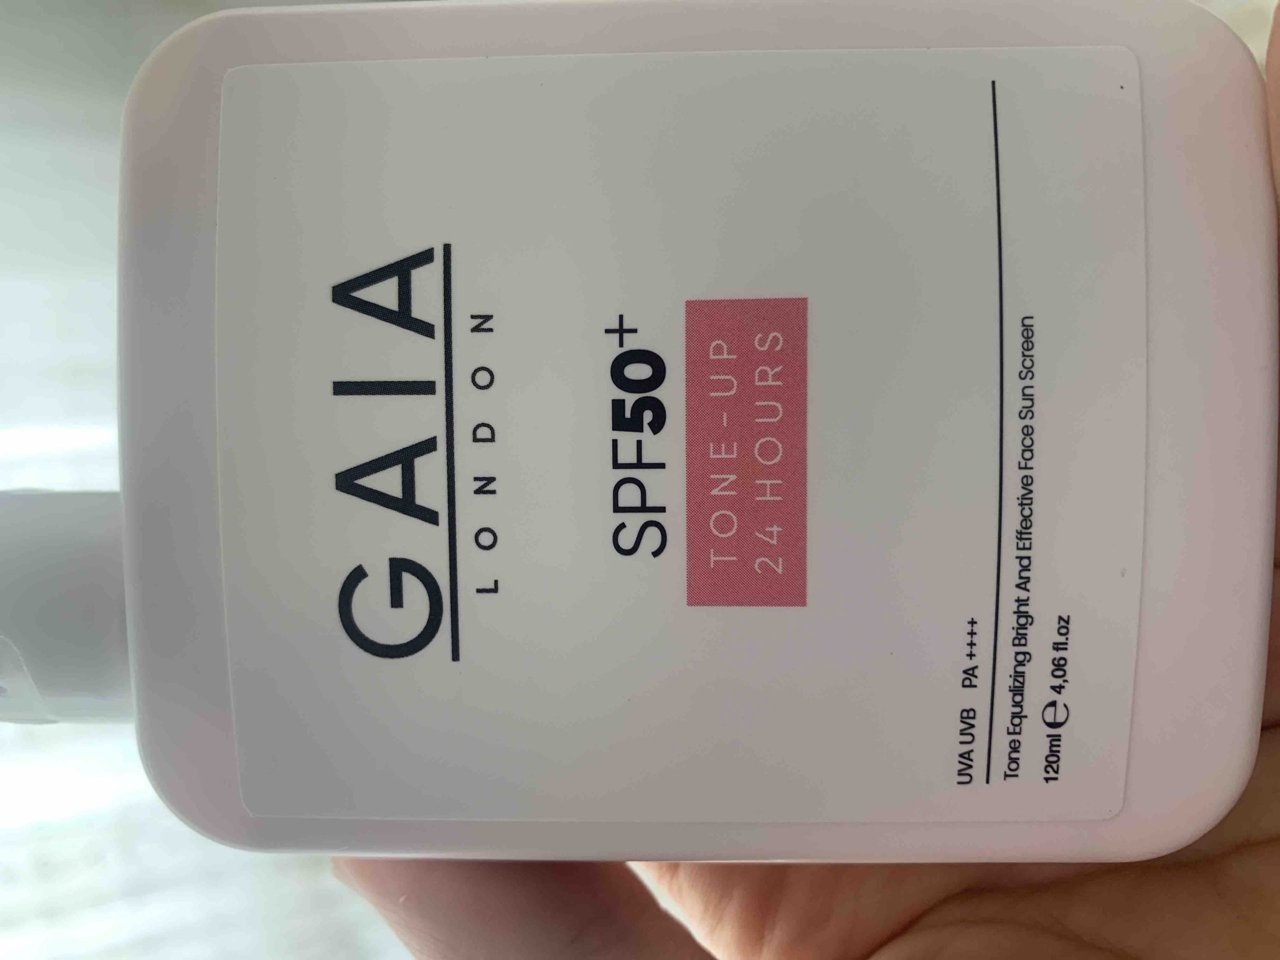 GAIA
LONDON
SPF50+
TONE-UP
24 HOURS
UVA UVB PA ++++
Tone Equalizing Bright And Effective Face Sun Screen
120ml ℮ 4,06 fl.oz